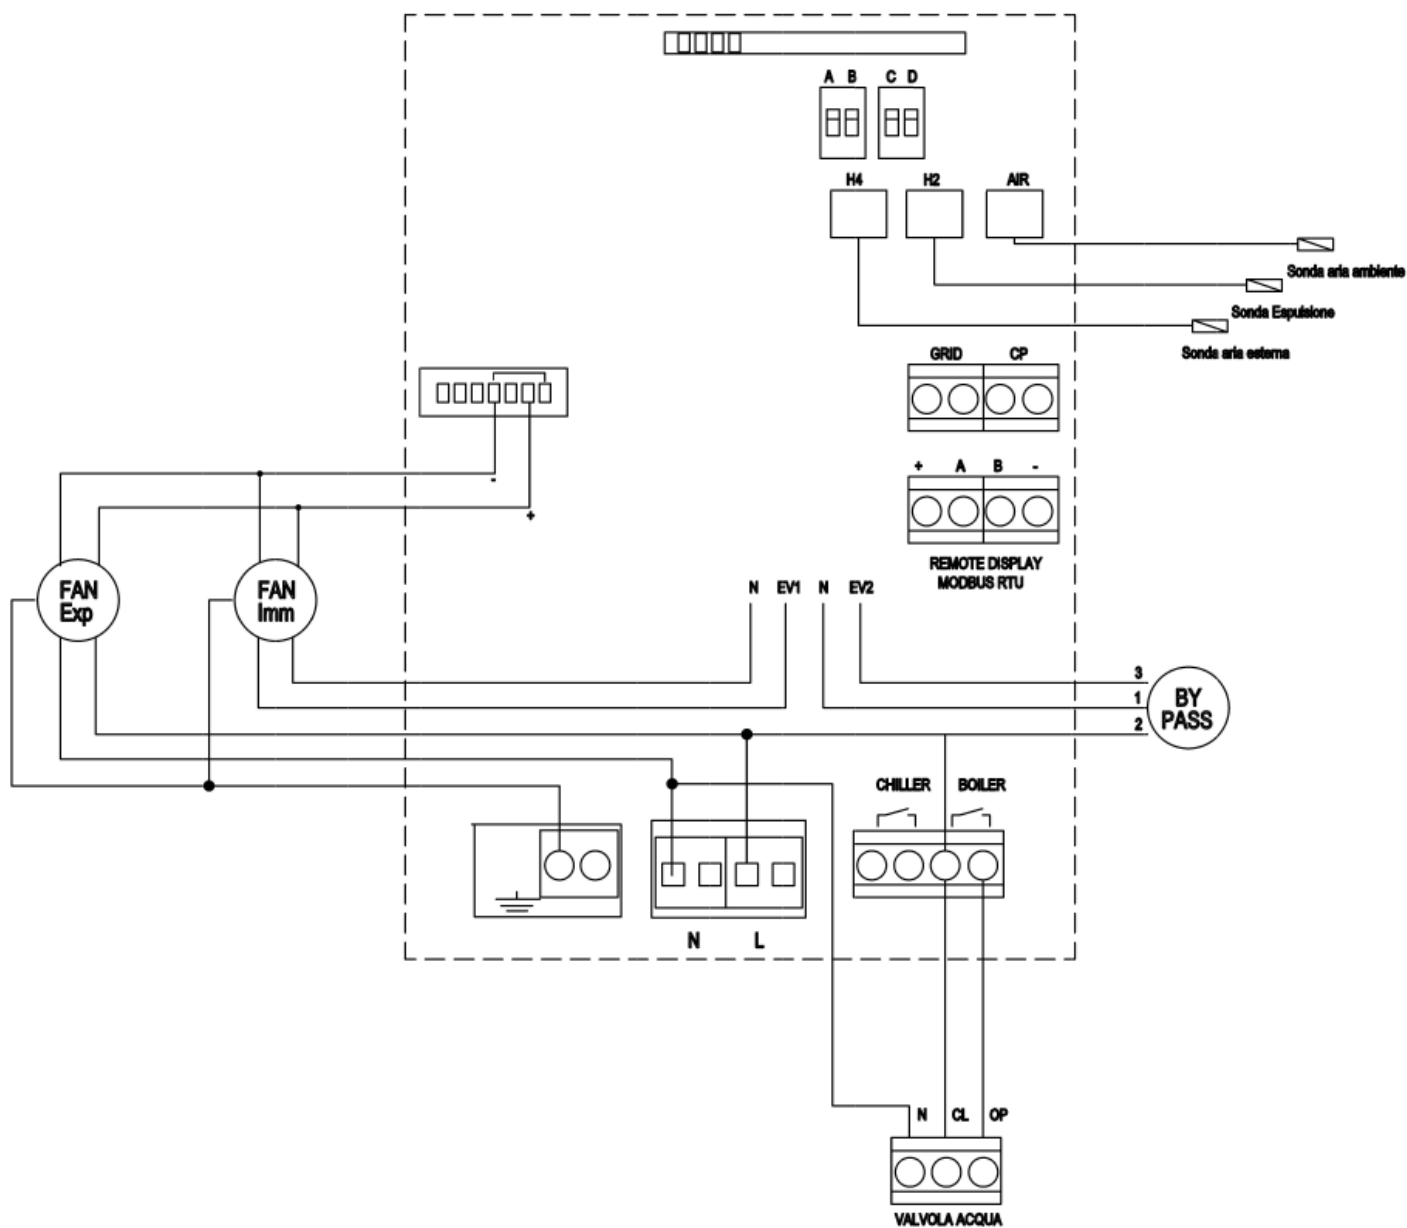 A B C D
H4 H2 AIR
Sonda aria ambiente
Sonda Espulsione
Sonda aria esterna
GRID CP
-
+
+ A B -
REMOTE DISPLAY
MODBUS RTU
FAN
Exp
FAN
Imm
N EV1 N EV2
3
1
2
BY
PASS
CHILLER BOILER
N L
N CL OP
VALVOLA ACQUA